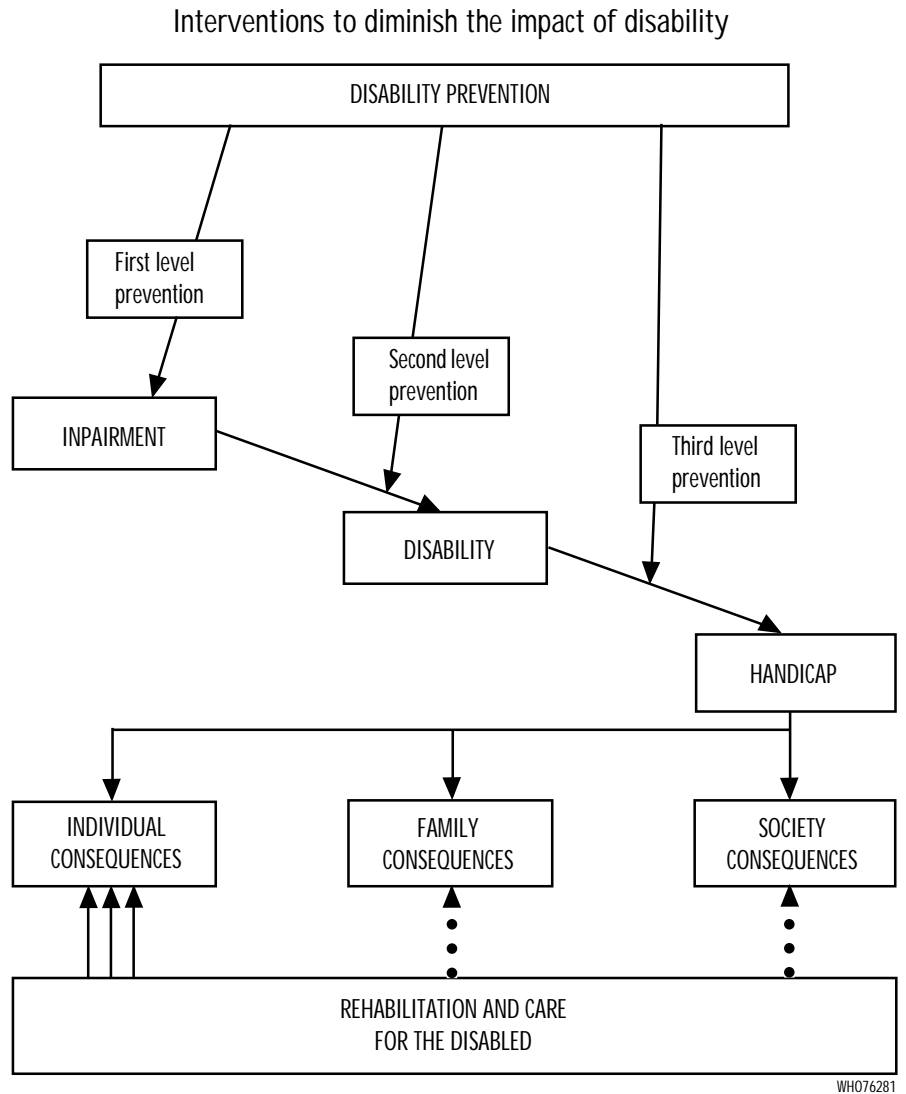 Interventions to diminish the impact of disability
DISABILITY PREVENTION
First level
prevention
Second level
prevention
INPAIRMENT
Third level
prevention
DISABILITY
HANDICAP
INDIVIDUAL
CONSEQUENCES
FAMILY
CONSEQUENCES
SOCIETY
CONSEQUENCES
REHABILITATION AND CARE
FOR THE DISABLED
WHO76281